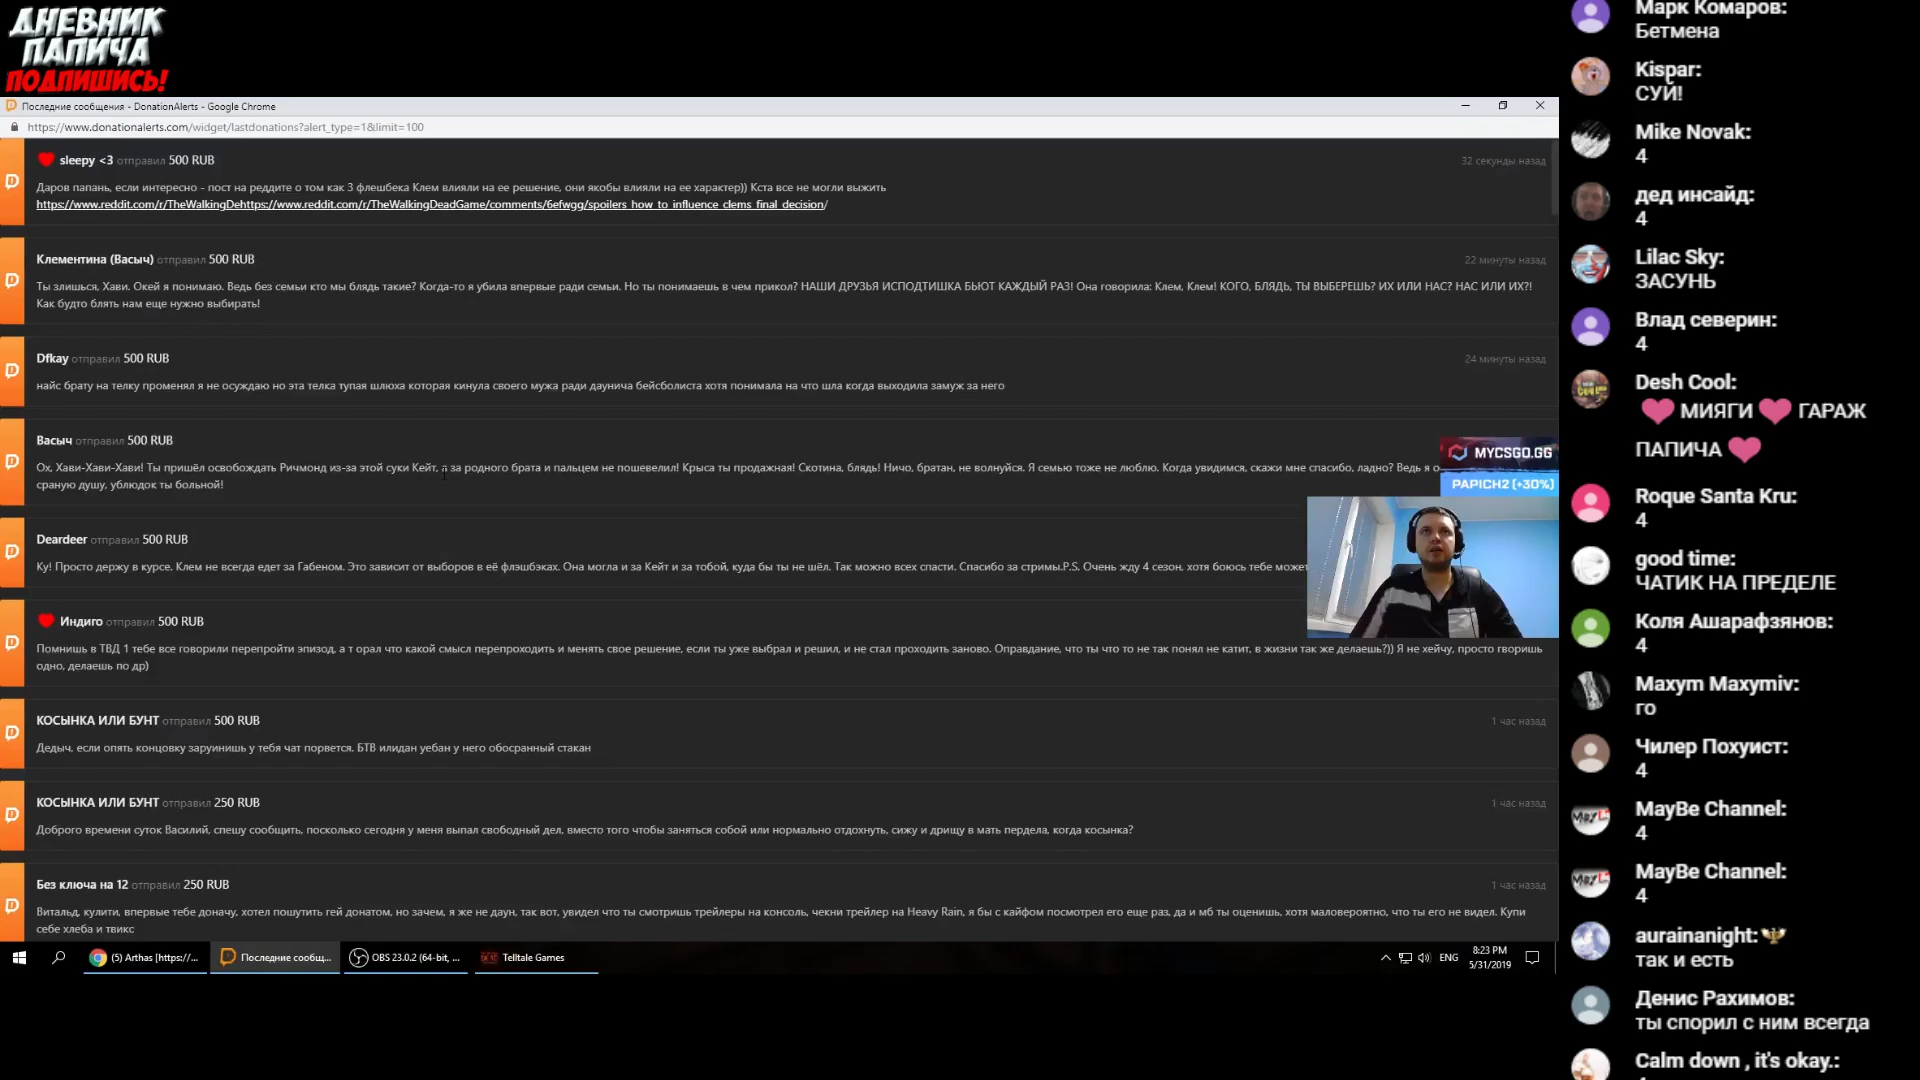 ДНЕВНИК
ПАПИЧА
ПОДПИШИСЬ!
Последние сообщения - DonationAlerts - Google Chrome
https://www.donationalerts.com/widget/lastdonations?alert_type=1&limit=100
sleepy <3 отправил 500 RUB
32 секунды назад
Даров папань, если интересно - пост на реддите о том как 3 флешбека Клем влияли на ее решение, они якобы влияли на ее характер)) Кста все не могли выжить
https://www.reddit.com/r/TheWalkingDehttps://www.reddit.com/r/TheWalkingDeadGame/comments/6efwgg/spoilers_how_to_influence_clems_final_decision/
Клементина (Васыч) отправил 500 RUB
22 минуты назад
Ты злишься, Хави. Окей я понимаю. Ведь без семьи кто мы блядь такие? Когда-то я убила впервые ради семьи. Но ты понимаешь в чем прикол? НАШИ ДРУЗЬЯ ИСПОДТИШКА БЬЮТ КАЖДЫЙ РАЗ! Она говорила: Клем, Клем! КОГО, БЛЯДЬ, ТЫ ВЫБЕРЕШЬ? ИХ ИЛИ НАС? НАС ИЛИ ИХ?!
Как будто блять нам еще нужно выбирать!
Dfkay отправил 500 RUB
24 минуты назад
найс брату на телку променял я не осуждаю но эта телка тупая шлюха которая кинула своего мужа ради даунича бейсболиста хотя понимала на что шла когда выходила замуж за него
Васыч отправил 500 RUB
Ох, Хави-Хави-Хави! Ты пришёл освобождать Ричмонд из-за этой суки Кейт, а за родного брата и пальцем не пошевелил! Крыса ты продажная! Скотина, блядь! Ничо, братан, не волнуйся. Я семью тоже не люблю. Когда увидимся, скажи мне спасибо, ладно? Ведь я о
сраную душу, ублюдок ты больной!
MYCSGO.GG
PAPICH2 (+30%)
Deardeer отправил 500 RUB
Ку! Просто держу в курсе. Клем не всегда едет за Габеном. Это зависит от выборов в её флэшбэках. Она могла и за Кейт и за тобой, куда бы ты не шёл. Так можно всех спасти. Спасибо за стримы.P.S. Очень жду 4 сезон, хотя боюсь тебе может
Индиго отправил 500 RUB
Помнишь в ТВД 1 тебе все говорили перепройти эпизод, а т орал что какой смысл перепроходить и менять свое решение, если ты уже выбрал и решил, и не стал проходить заново. Оправдание, что ты что то не так понял не катит, в жизни так же делаешь?)) Я не хейчу, просто гворишь
одно, делаешь по др)
КОСЫНКА ИЛИ БУНТ отправил 500 RUB
1 час назад
Дедыч, если опять концовку заруинишь у тебя чат порвется. БТВ илидан уебан у него обосранный стакан
КОСЫНКА ИЛИ БУНТ отправил 250 RUB
1 час назад
Доброго времени суток Василий, спешу сообщить, посколько сегодня у меня выпал свободный дел, вместо того чтобы заняться собой или нормально отдохнуть, сижу и дрищу в мать пердела, когда косынка?
Без ключа на 12 отправил 250 RUB
1 час назад
Витальд, кулити, впервые тебе доначу, хотел пошутить гей донатом, но зачем, я же не даун, так вот, увидел что ты смотришь трейлеры на консоль, чекни трейлер на Heavy Rain, я бы с кайфом посмотрел его еще раз, да и мб ты оценишь, хотя маловероятно, что ты его не видел. Купи
себе хлеба и твикс
(5) Arthas [https://...
Последние сообщ...
OBS 23.0.2 (64-bit, ...
Telltale Games
ENG
8:23 PM
5/31/2019
Марк Комаров:
Бетмена
Kispar:
СУЙ!
Mike Novak:
4
дед инсайд:
4
Lilac Sky:
ЗАСУНЬ
Влад северин:
4
Desh Cool:
МИЯГИ ГАРАЖ
ПАПИЧА
Roque Santa Kru:
4
good time:
ЧАТИК НА ПРЕДЕЛЕ
Коля Ашарафзянов:
4
Maxym Maxymiv:
го
Чилер Похуист:
4
MayBe Channel:
4
MayBe Channel:
4
aurainanight:
так и есть
Денис Рахимов:
ты спорил с ним всегда
Calm down , it's okay.: